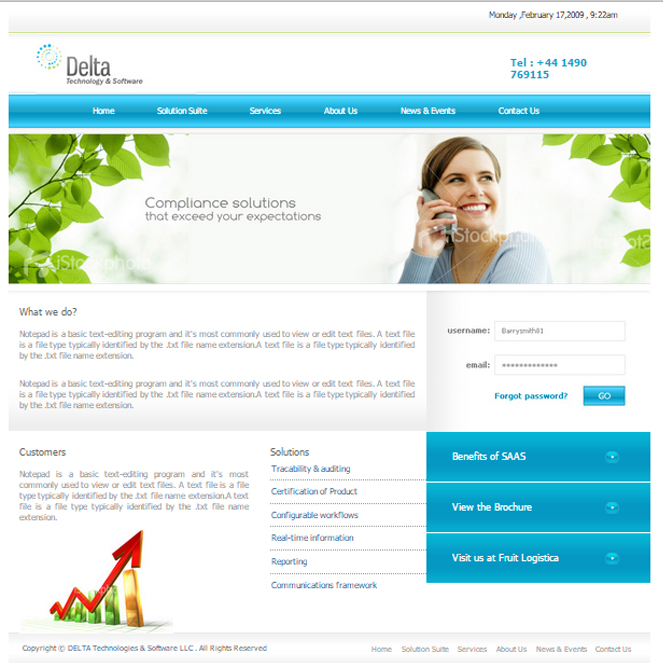 Monday ,February 17,2009 , 9:22am
Delta
Technology & Software
Tel : +44 1490
769115
Home Solution Suite Services About Us News & Events Contact Us
Compliance solutions
that exceed your expectations
iStockphoto
iStockphoto
What we do?
Notepad is a basic text-editing program and it's most commonly used to view or edit text files. A text file
is a file type typically identified by the .txt file name extension.A text file is a file type typically identified
by the .txt file name extension.
Notepad is a basic text-editing program and it's most commonly used to view or edit text files. A text file
is a file type typically identified by the .txt file name extension.A text file is a file type typically identified
by the .txt file name extension.
username: Barrysmith01
email: *************
Forgot password? GO
Customers
Notepad is a basic text-editing program and it's most
commonly used to view or edit text files. A text file is a file
type typically identified by the .txt file name extension.A text
file is a file type typically identified by the .txt file name
extension.
Solutions
Tracability & auditing
Certification of Product
Configurable workflows
Real-time information
Reporting
Communications framework
Benefits of SAAS
View the Brochure
Visit us at Fruit Logistica
Copyright © DELTA Technologies & Software LLC . All Rights Reserved
Home Solution Suite Services About Us News & Events Contact Us